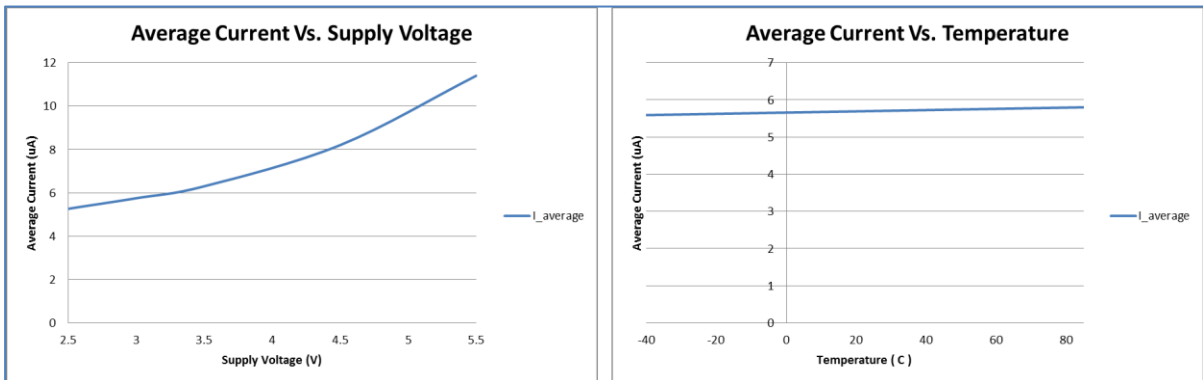 Average Current Vs. Supply Voltage
12
10
8
6
4
2
0
Average Current (uA)
2.5 3 3.5 4 4.5 5 5.5
Supply Voltage (V)
I_average
Average Current Vs. Temperature
7
6
5
4
3
2
1
0
Average Current (uA)
-40 -20 0 20 40 60 80
Temperature ( C )
I_average